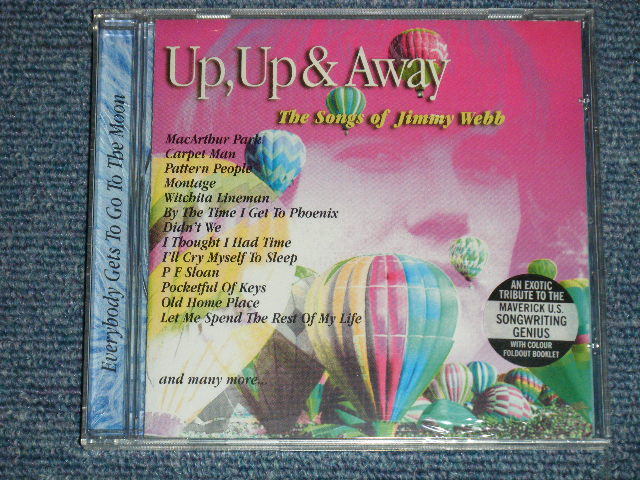 Up, Up & Away
The Songs of Jimmy Webb
MacArthur Park
Carpet Man
Pattern People
Montage
Witchita Lineman
By The Time I Get To Phoenix
Didn't We
I Thought I Had Time
I'll Cry Myself To Sleep
P F Sloan
Pocketful Of Keys
Old Home Place
Let Me Spend The Rest Of My Life
and many more...
Everybody Gets To Go To The Moon
AN EXOTIC
TRIBUTE TO THE
MAVERICK U.S.
SONGWRITING
GENIUS
WITH COLOUR
FOLDOUT BOOKLET